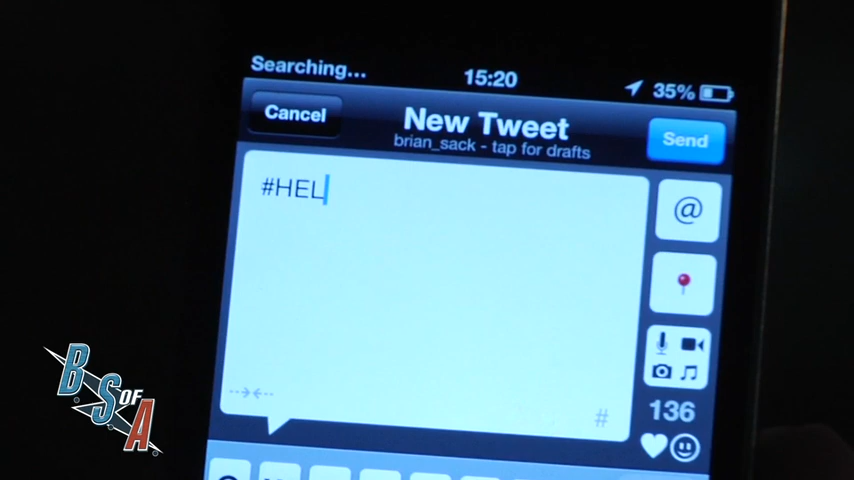 Searching...
15:20
35%
Cancel
New Tweet
Send
brian_sack - tap for drafts
#HEL
@
#
136
B.S. OF A.